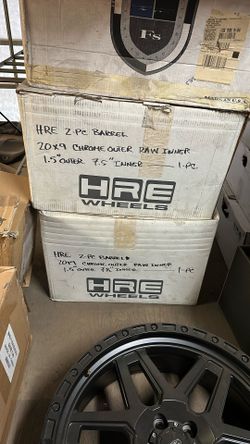 FS
HRE 2-PC BARREL
20x9 CHROME OUTER RAW INNER
1.5" OUTER 7.5" INNER — 1-PC
HRE
WHEELS
HRE 2-PC BARREL
20x9 CHROME OUTER RAW INNER
1.5" OUTER 7.5" INNER — 1-PC
HRE
WHEELS